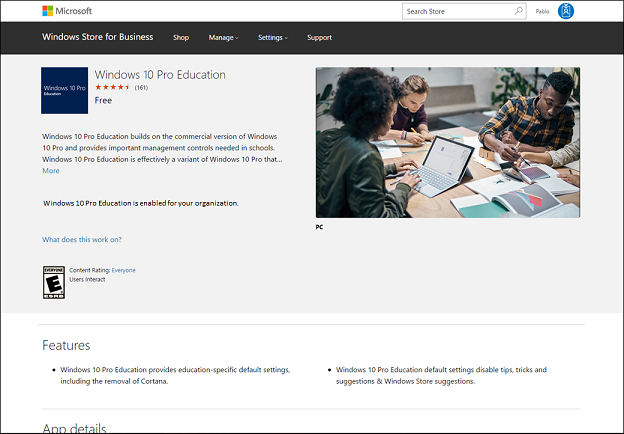 Microsoft
Search Store
Pablo
Windows Store for Business
Shop
Manage
Settings
Support
Windows 10 Pro
Education
Windows 10 Pro Education
(161)
Free
Windows 10 Pro Education builds on the commercial version of Windows
10 Pro and provides important management controls needed in schools.
Windows 10 Pro Education is effectively a variant of Windows 10 Pro that...
More
Windows 10 Pro Education is enabled for your organization.
What does this work on?
PC
EVERYONE
E
ESRB
Content Rating: Everyone
Users Interact
Features
• Windows 10 Pro Education provides education-specific default settings,
including the removal of Cortana.
• Windows 10 Pro Education default settings disable tips, tricks and
suggestions & Windows Store suggestions.
App details